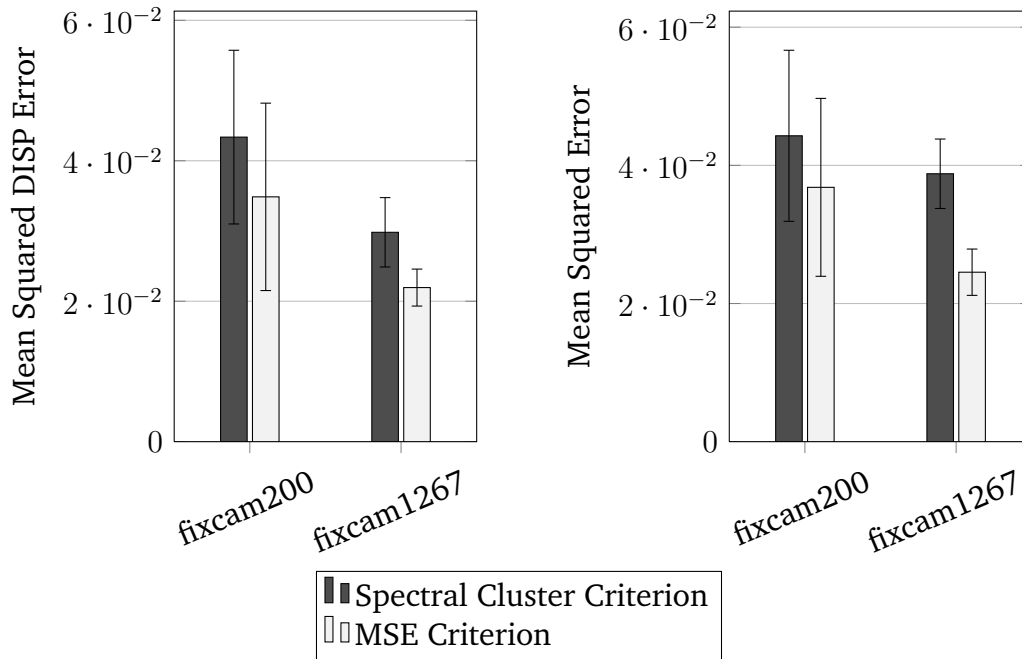 Mean Squared DISP Error
6 · 10⁻²
4 · 10⁻²
2 · 10⁻²
0
fixcam200
fixcam1267
Mean Squared Error
6 · 10⁻²
4 · 10⁻²
2 · 10⁻²
0
fixcam200
fixcam1267
Spectral Cluster Criterion
MSE Criterion